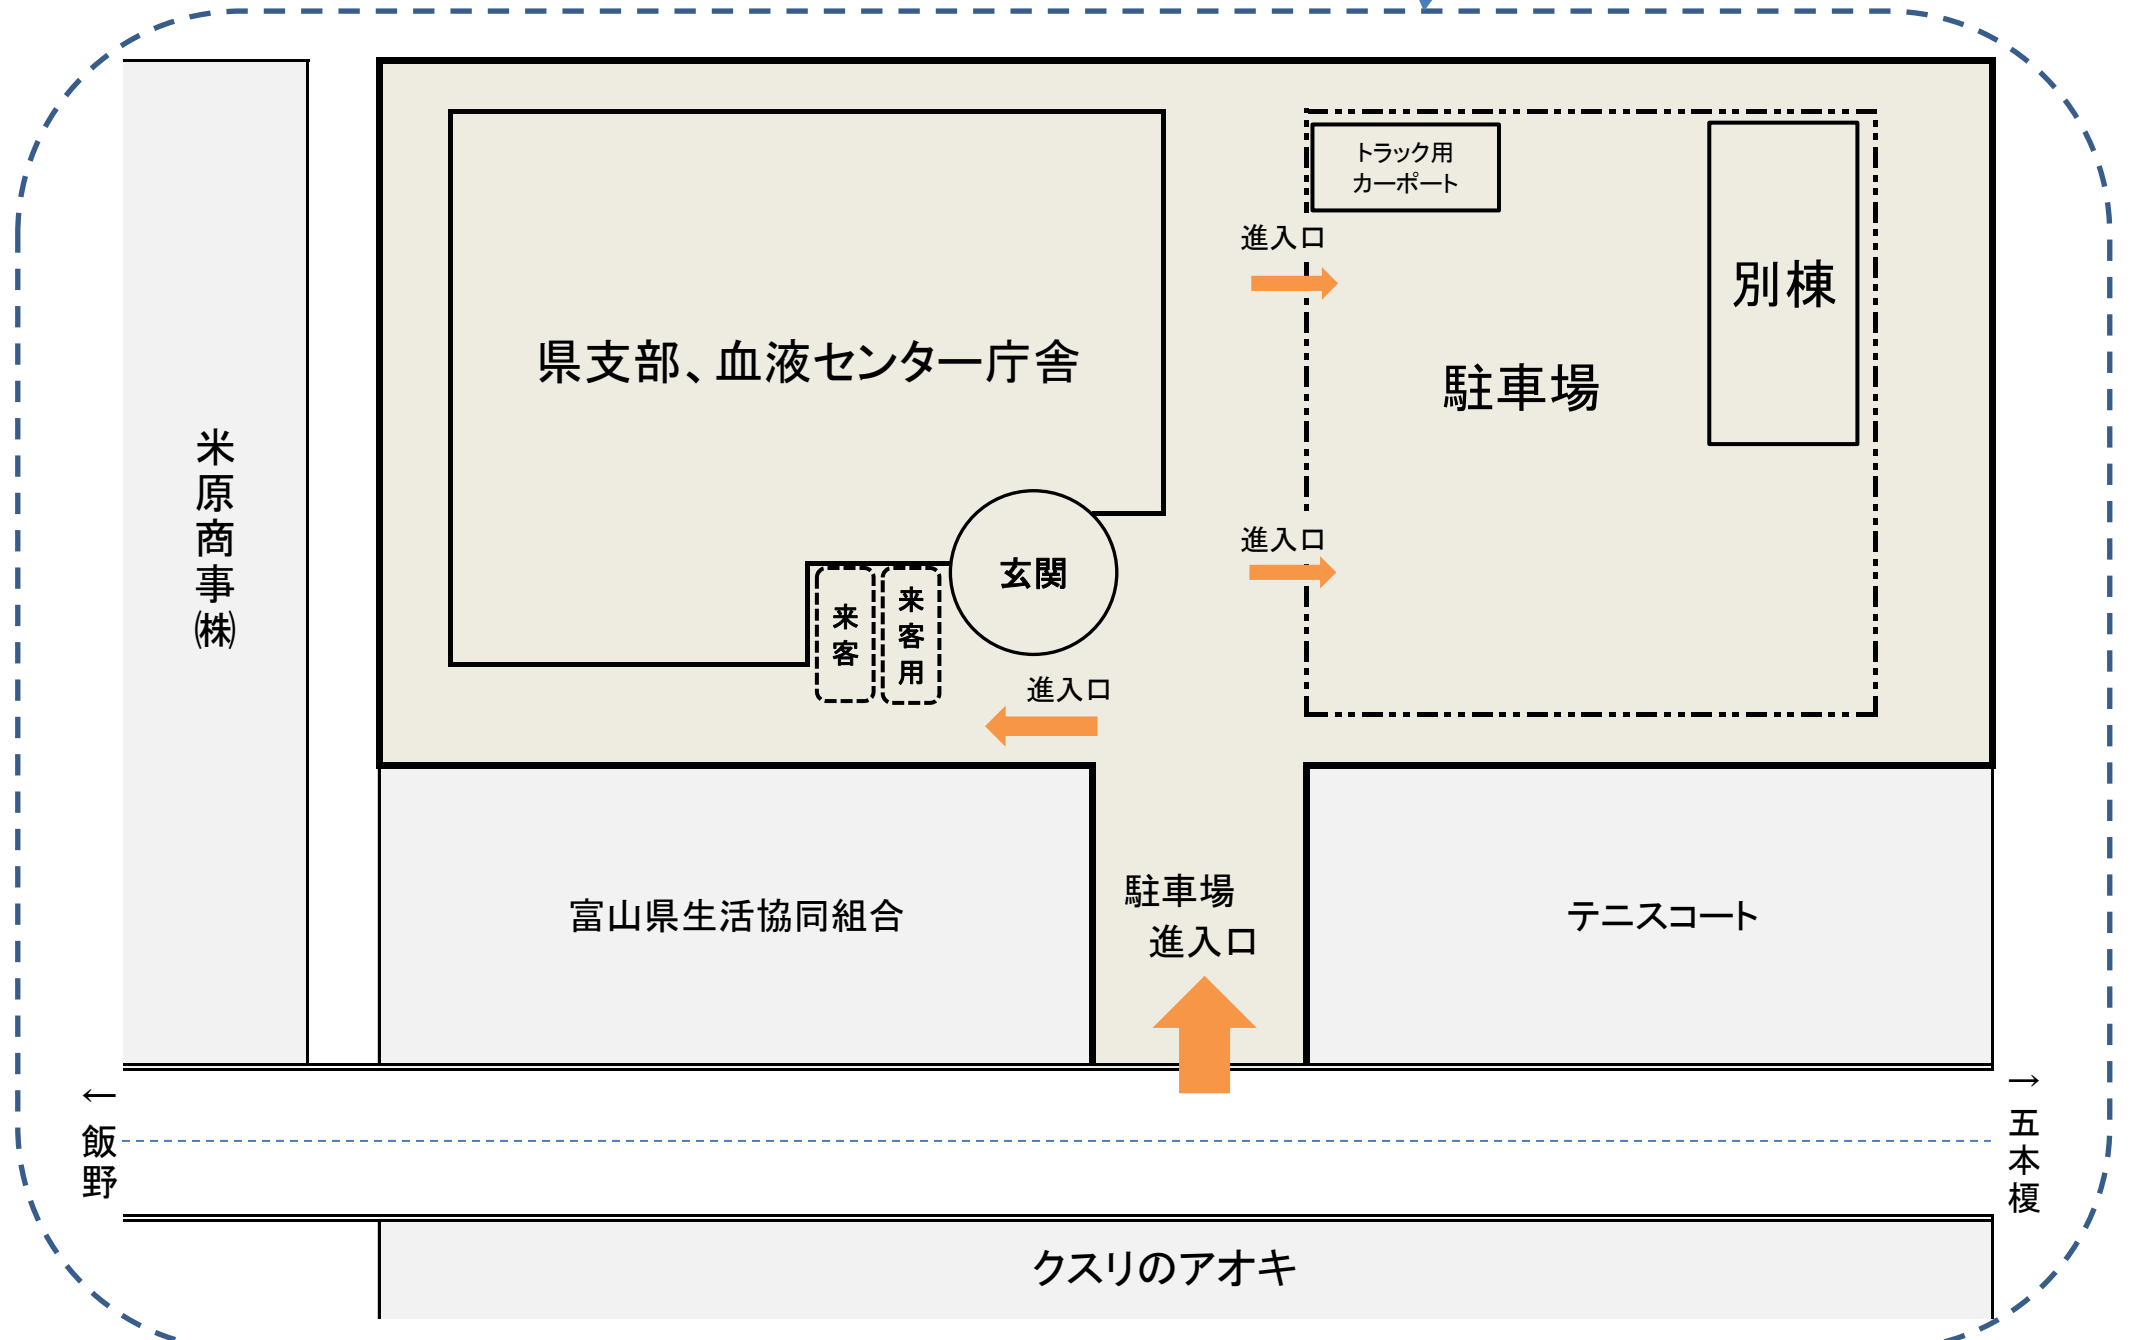 トラック用
カーポート
進入口
別棟
県支部、血液センター庁舎
駐車場
米原商事㈱
進入口
玄関
来客
来客用
進入口
駐車場
進入口
富山県生活協同組合
テニスコート
←飯野
→五本榎
クスリのアオキ